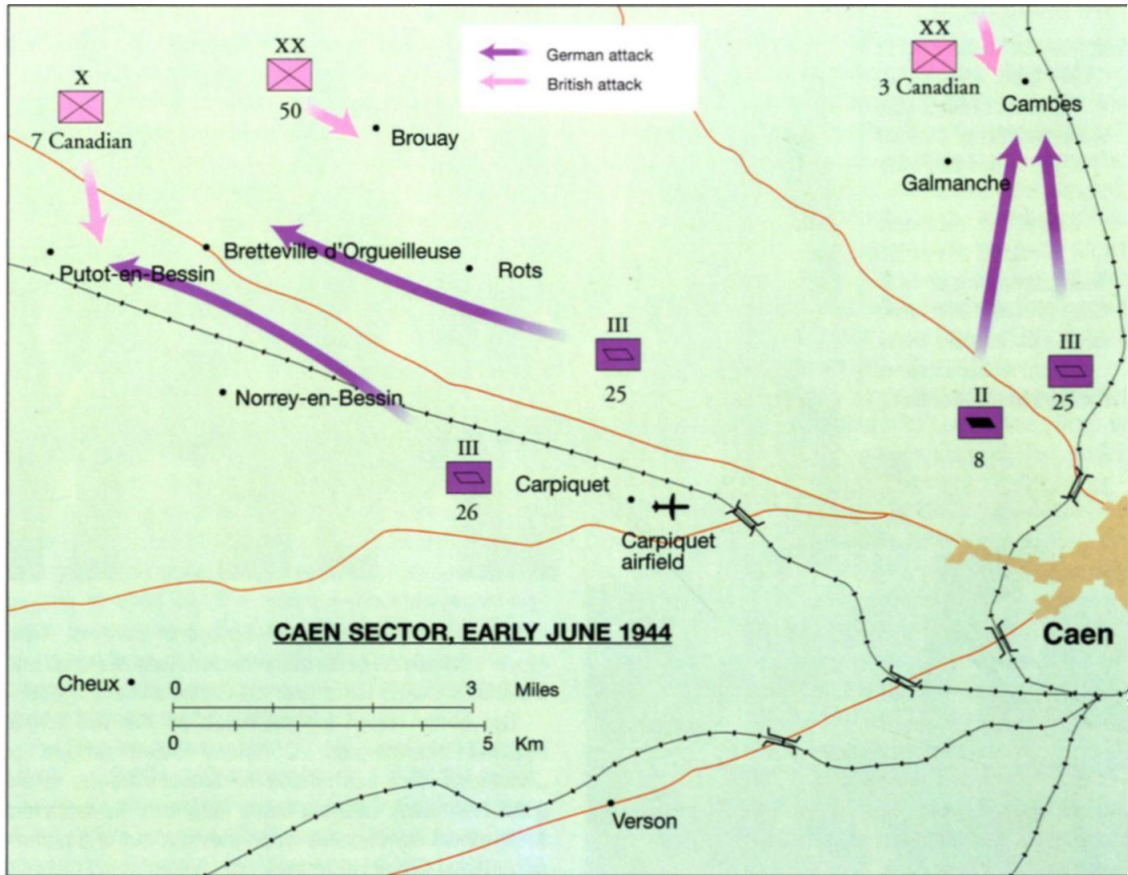 XX
XX
X
German attack
British attack
3 Canadian
50
Cambes
7 Canadian
Brouay
Galmanche
Bretteville d'Orgueilleuse
Putot-en-Bessin
Rots
III
25
III
25
Norrey-en-Bessin
II
8
III
26
Carpiquet
Carpiquet
airfield
CAEN SECTOR, EARLY JUNE 1944
Caen
Cheux
0 3 Miles
0 5 Km
Verson